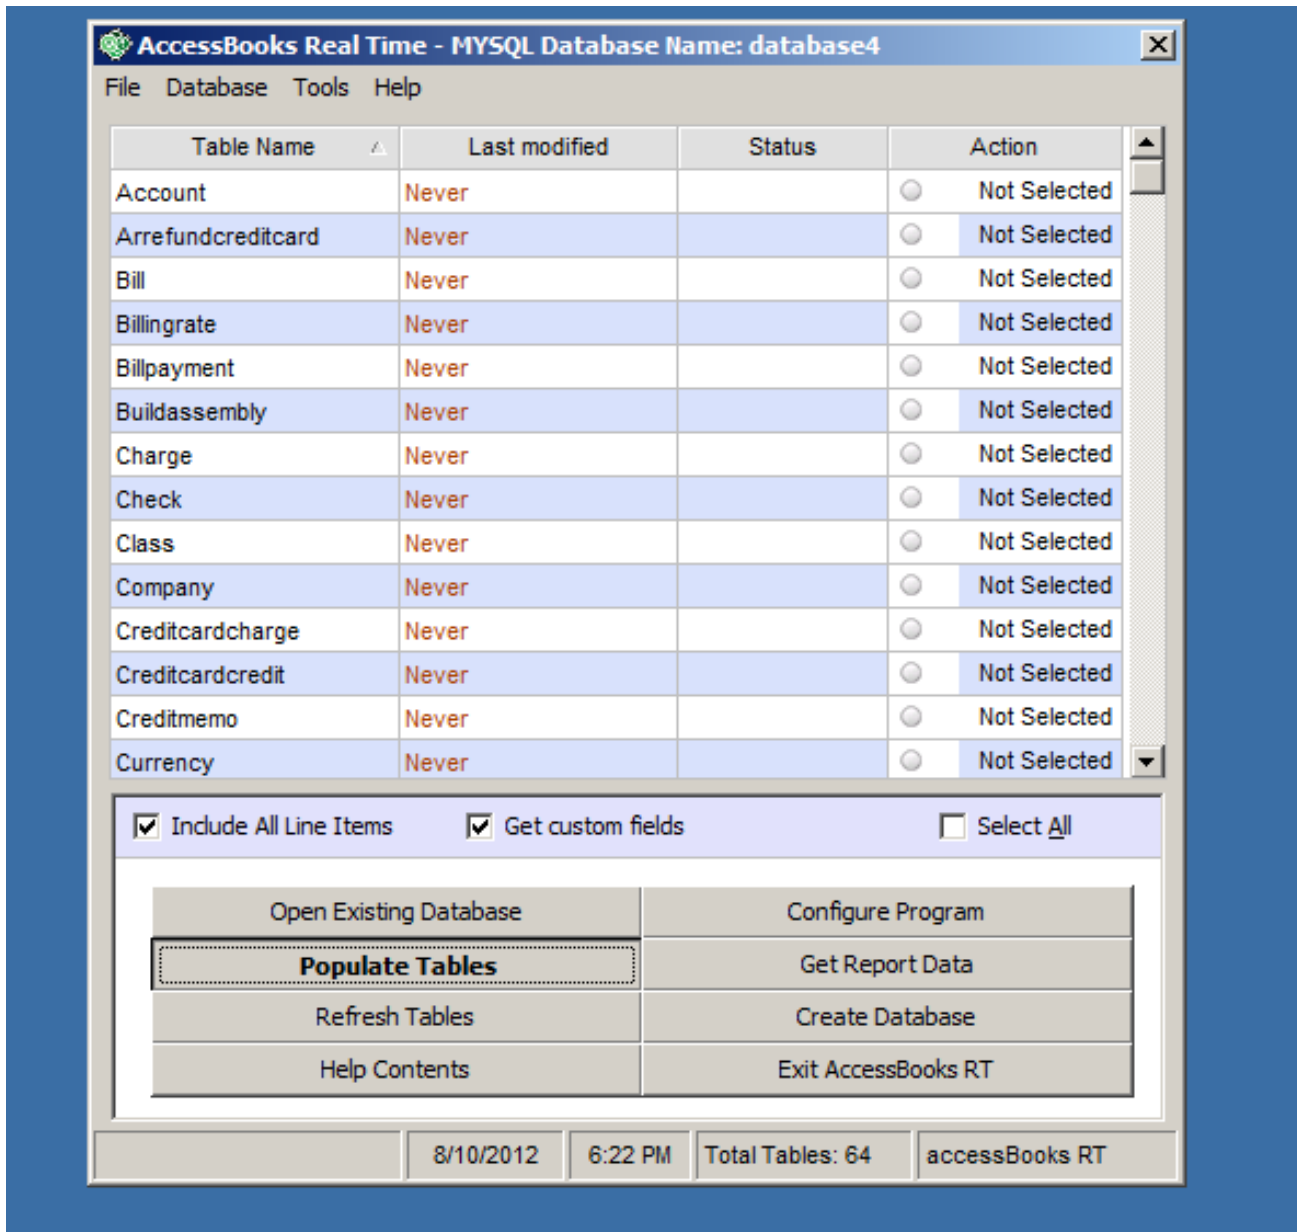 AccessBooks Real Time - MYSQL Database Name: database4
File Database Tools Help
Table Name Last modified Status Action
Account Never Not Selected
Arrefundcreditcard Never Not Selected
Bill Never Not Selected
Billingrate Never Not Selected
Billpayment Never Not Selected
Buildassembly Never Not Selected
Charge Never Not Selected
Check Never Not Selected
Class Never Not Selected
Company Never Not Selected
Creditcardcharge Never Not Selected
Creditcardcredit Never Not Selected
Creditmemo Never Not Selected
Currency Never Not Selected
Include All Line Items Get custom fields Select All
Open Existing Database Configure Program
Populate Tables Get Report Data
Refresh Tables Create Database
Help Contents Exit AccessBooks RT
8/10/2012 6:22 PM Total Tables: 64 accessBooks RT